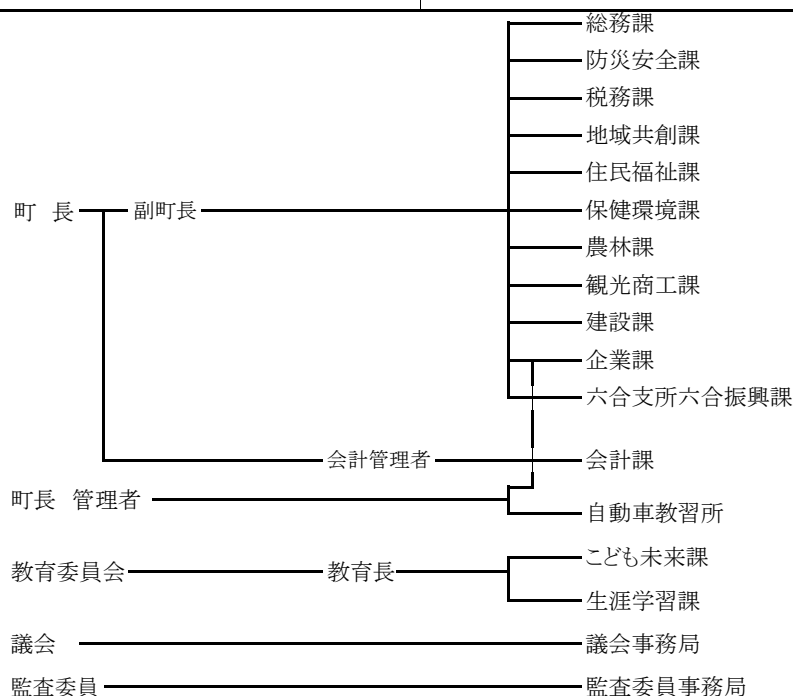 総務課
防災安全課
税務課
地域共創課
住民福祉課
町 長 副町長 保健環境課
農林課
観光商工課
建設課
企業課
六合支所六合振興課
会計管理者 会計課
町長 管理者
自動車教習所
こども未来課
教育委員会 教育長
生涯学習課
議会 議会事務局
監査委員 監査委員事務局